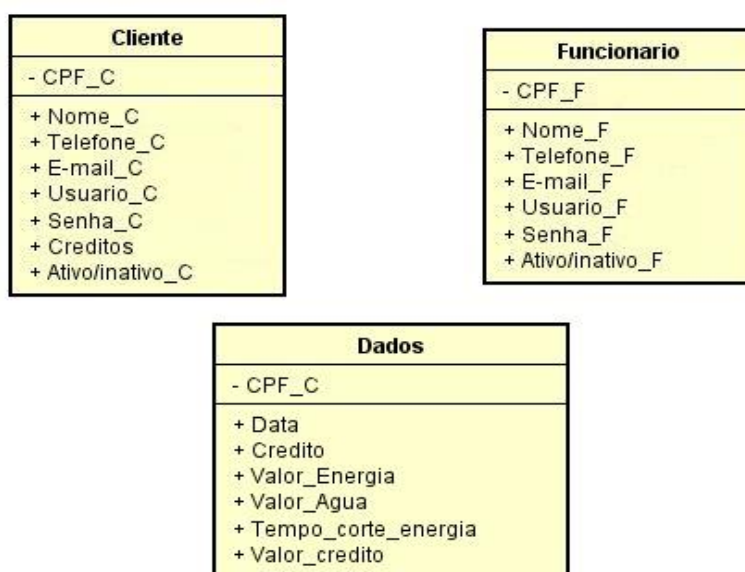 Cliente
- CPF_C
+ Nome_C
+ Telefone_C
+ E-mail_C
+ Usuario_C
+ Senha_C
+ Creditos
+ Ativo/inativo_C
Funcionario
- CPF_F
+ Nome_F
+ Telefone_F
+ E-mail_F
+ Usuario_F
+ Senha_F
+ Ativo/inativo_F
Dados
- CPF_C
+ Data
+ Credito
+ Valor_Energia
+ Valor_Agua
+ Tempo_corte_energia
+ Valor_credito